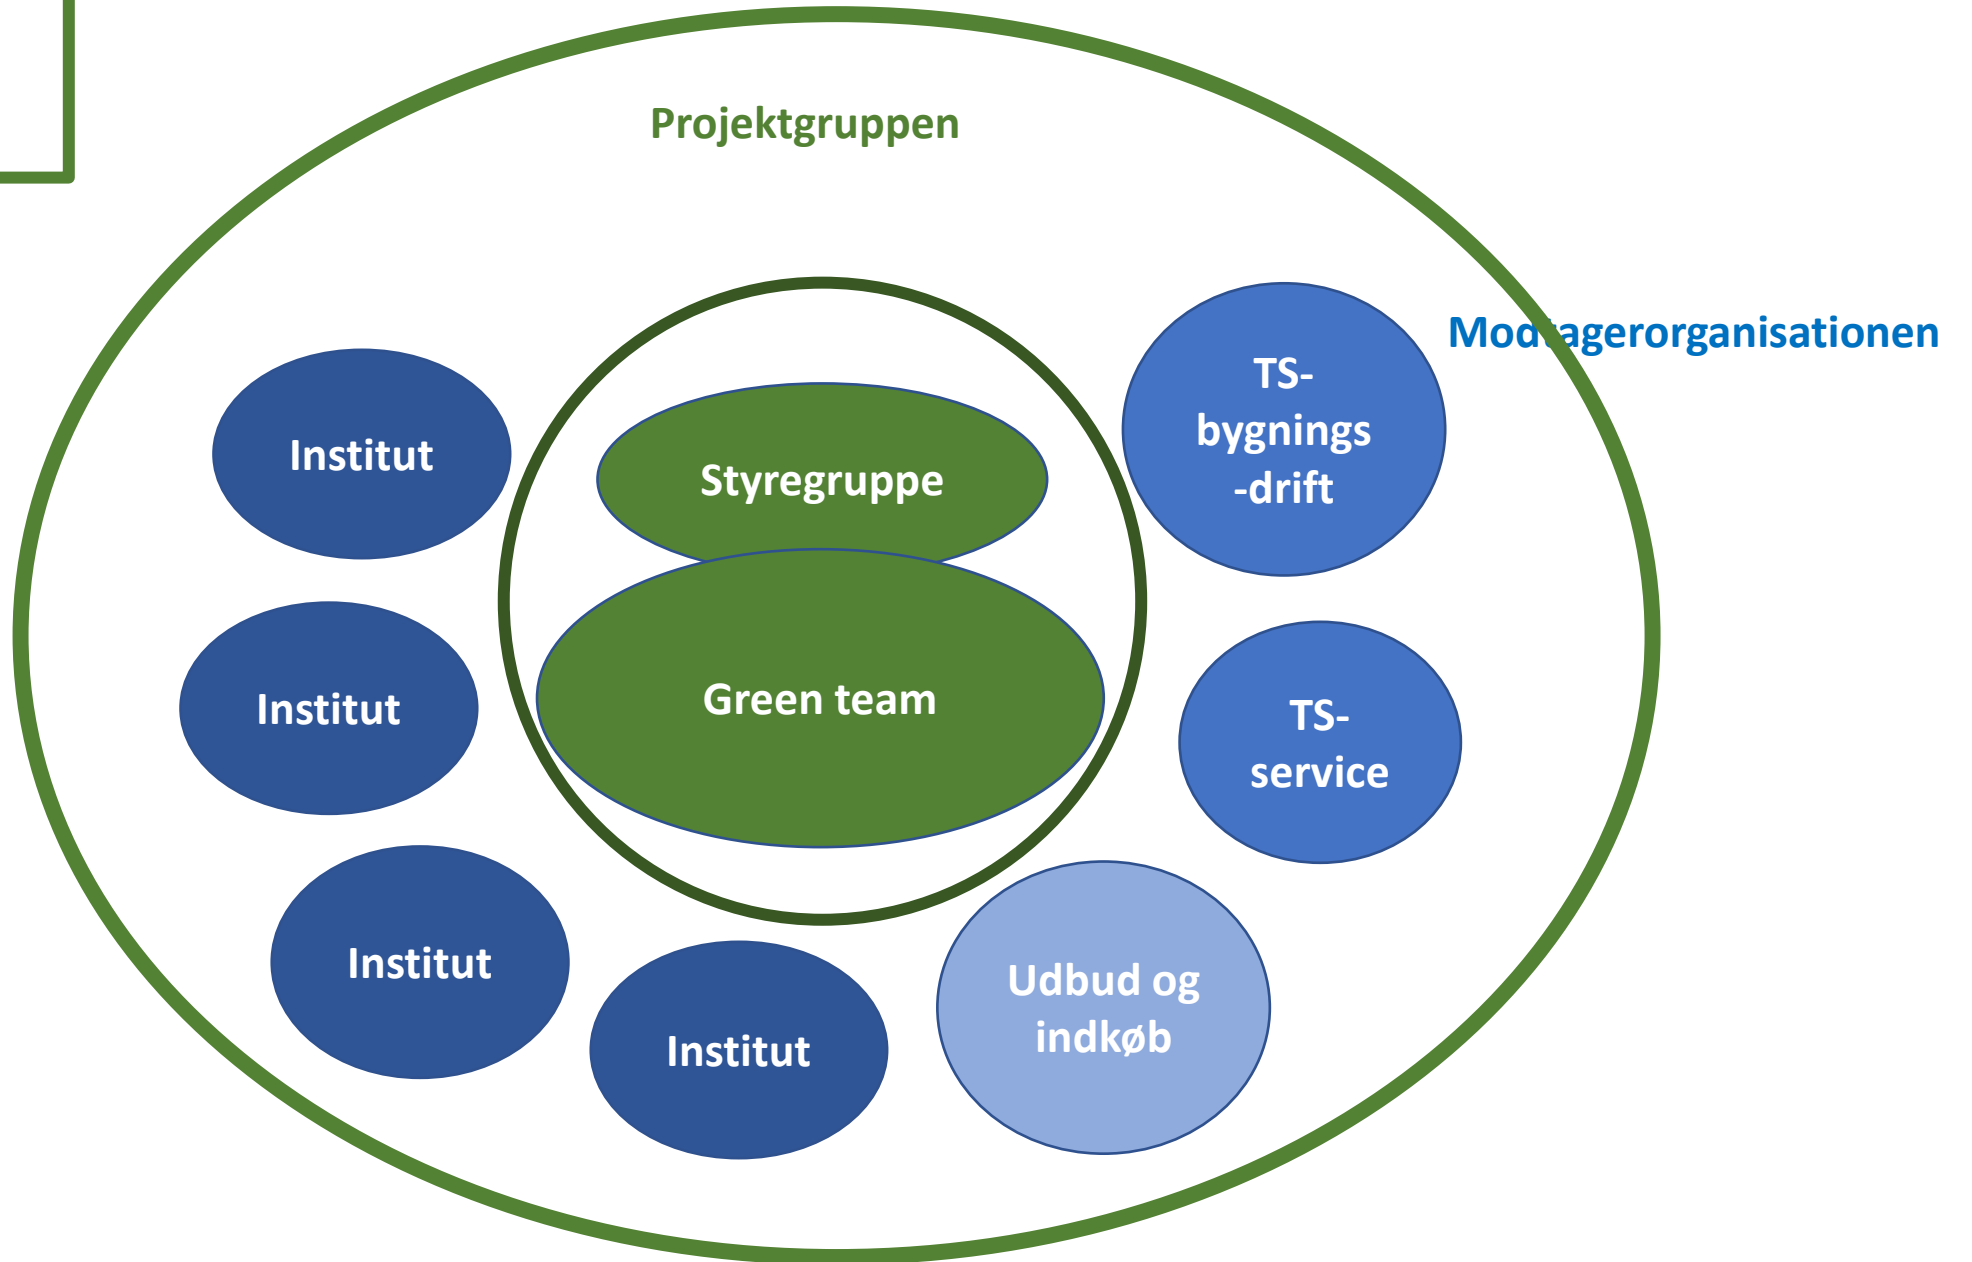 Projektgruppen
Modtagerorganisationen
TS-
bygnings
-drift
Institut
Styregruppe
Green team
Institut
TS-
service
Institut
Udbud og
indkøb
Institut